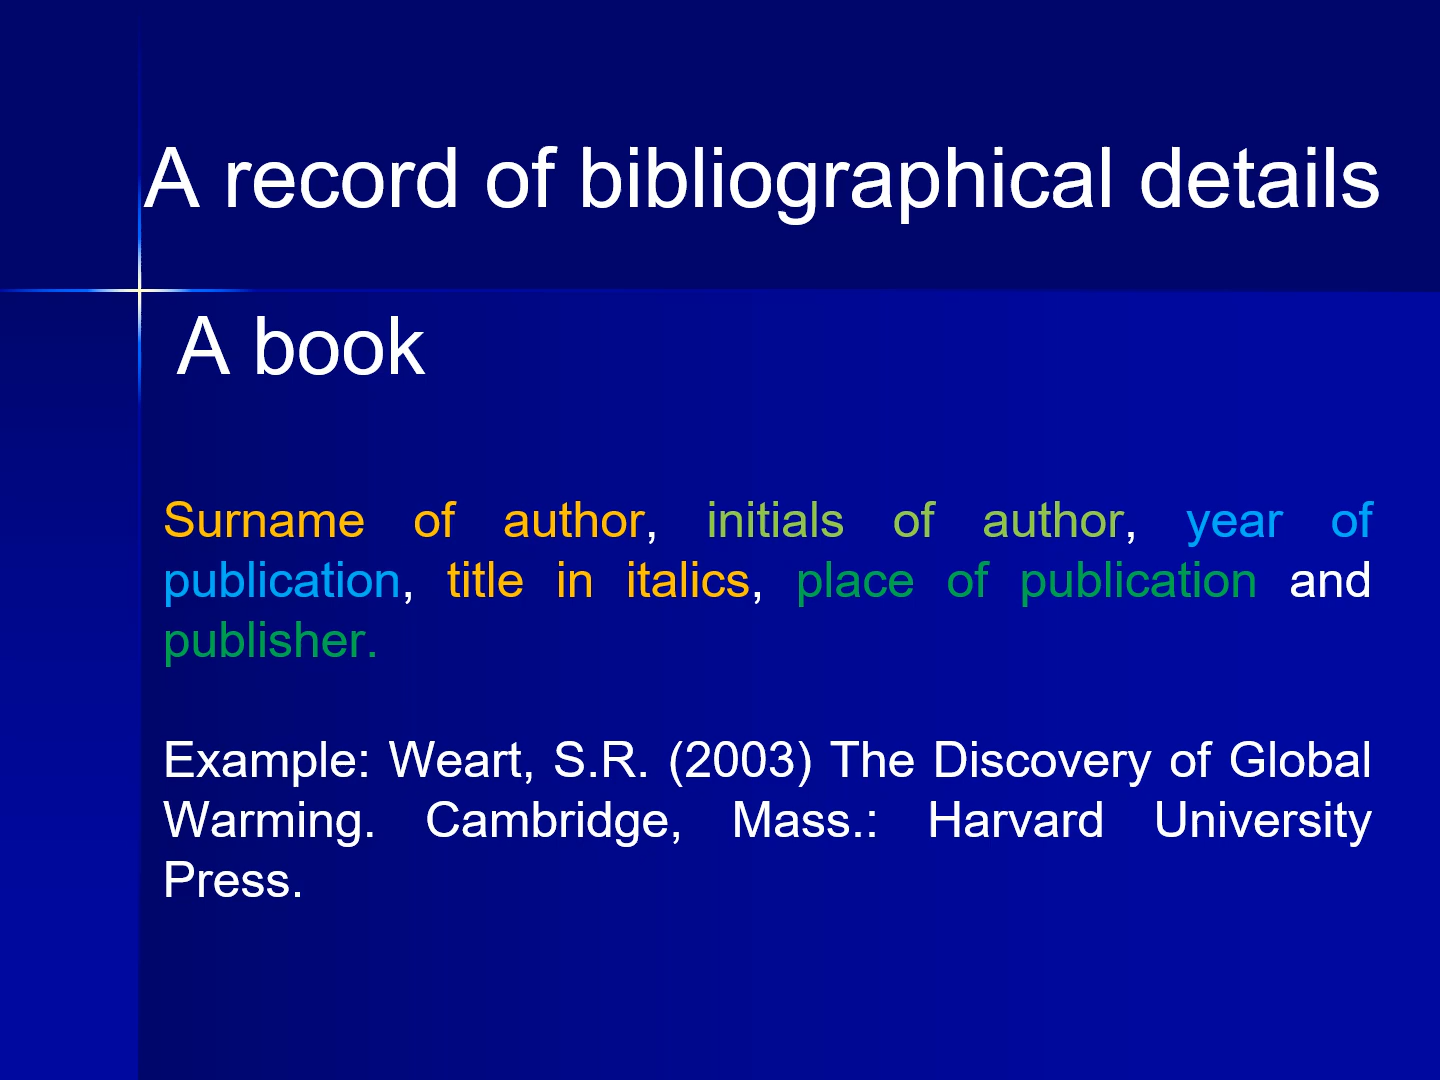 A record of bibliographical details
A book
Surname of author, initials of author, year of
publication, title in italics, place of publication and
publisher.
Example: Weart, S.R. (2003) The Discovery of Global
Warming. Cambridge, Mass.: Harvard University
Press.